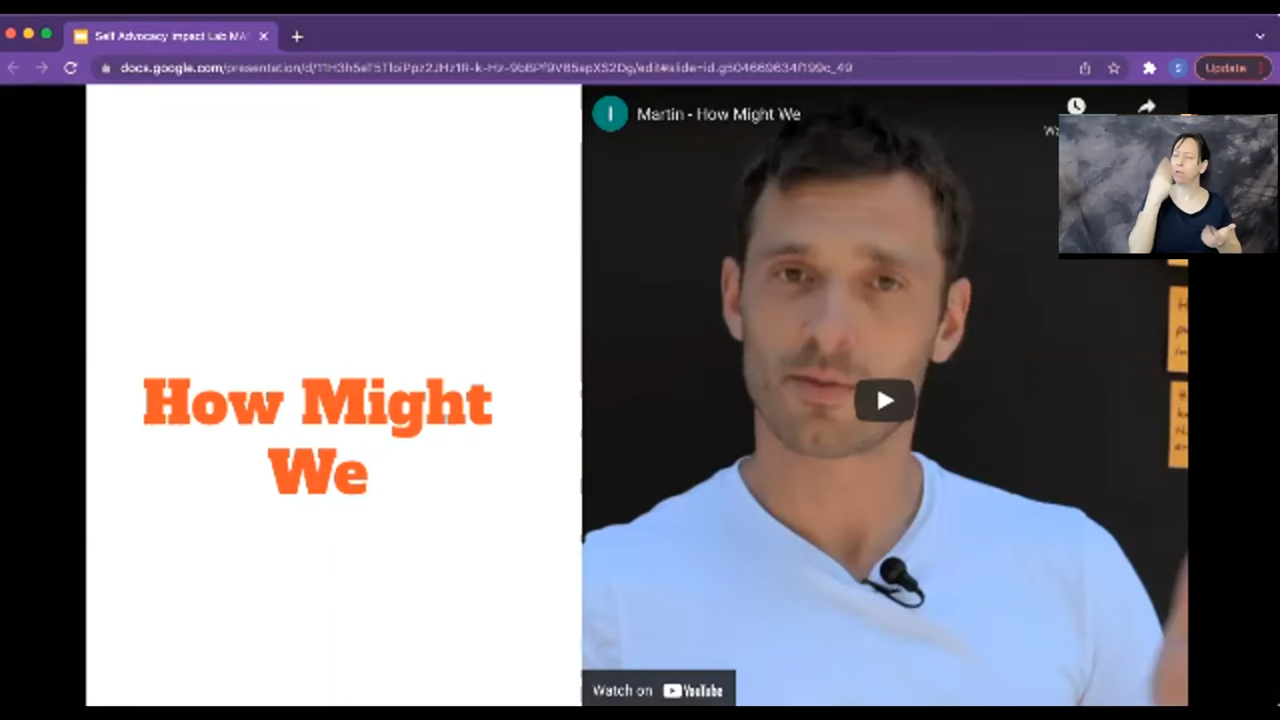 Self Advocacy Impact Lab MA
Update
I
Martin - How Might We
How Might
We
Watch on YouTube